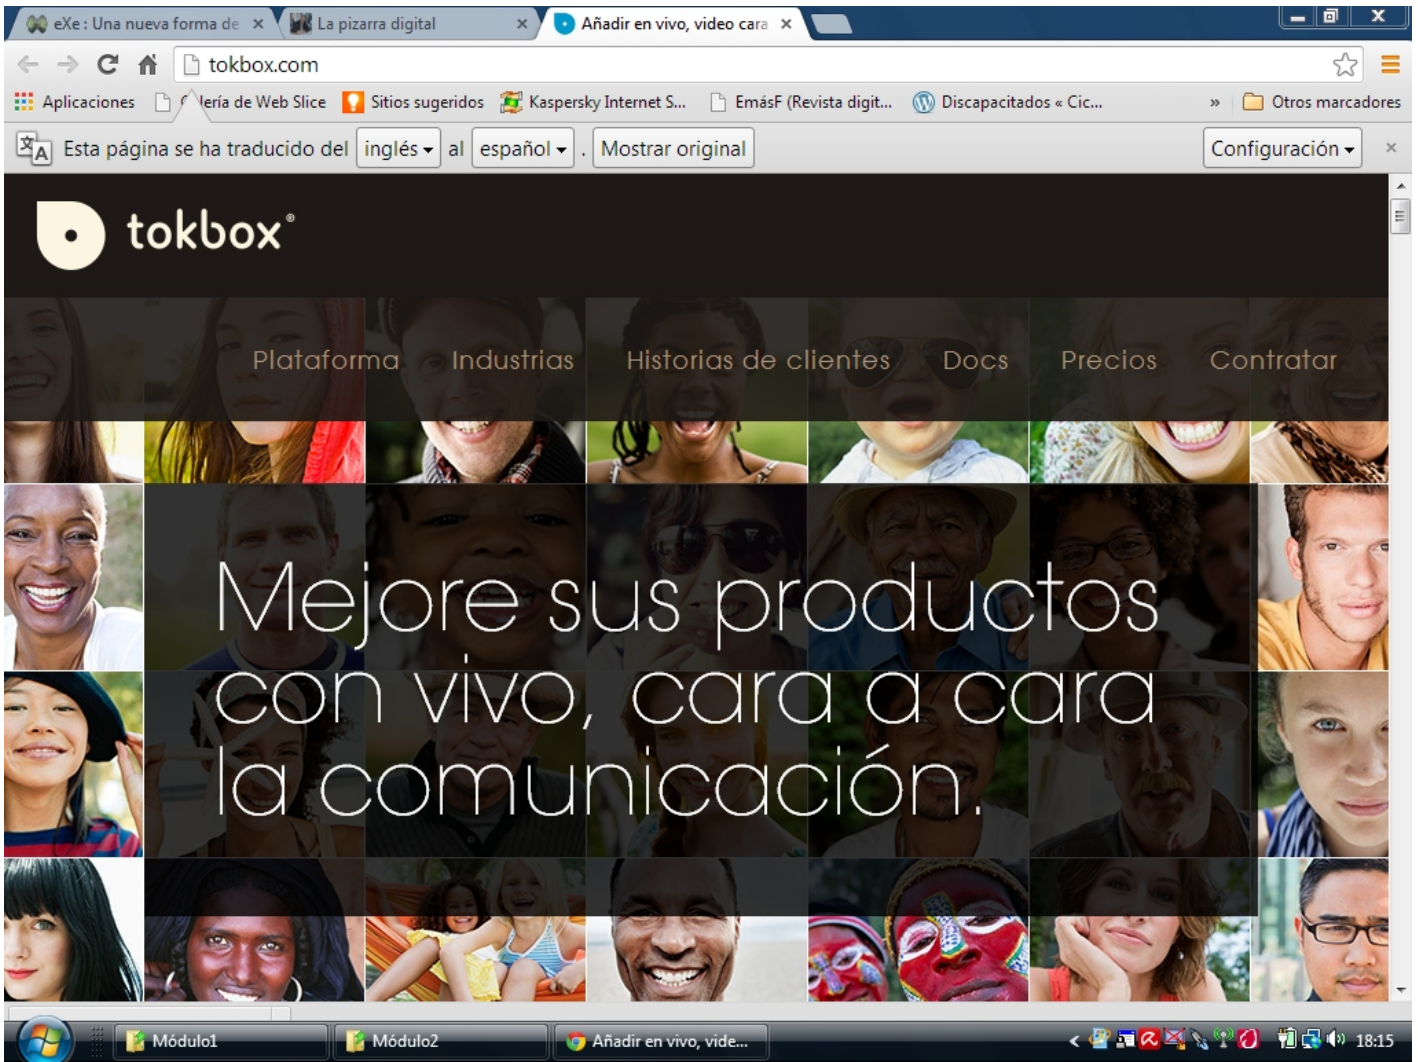 eXe : Una nueva forma de
La pizarra digital
Añadir en vivo, video cara
tokbox.com
Aplicaciones
lería de Web Slice
Sitios sugeridos
Kaspersky Internet S...
EmásF (Revista digit...
Discapacitados « Cic...
»
Otros marcadores
Esta página se ha traducido del inglés al español . Mostrar original
Configuración
tokbox®
Plataforma
Industrias
Historias de clientes
Docs
Precios
Contratar
Mejore sus productos
con vivo, cara a cara
la comunicación.
Módulo1
Módulo2
Añadir en vivo, vide...
18:15